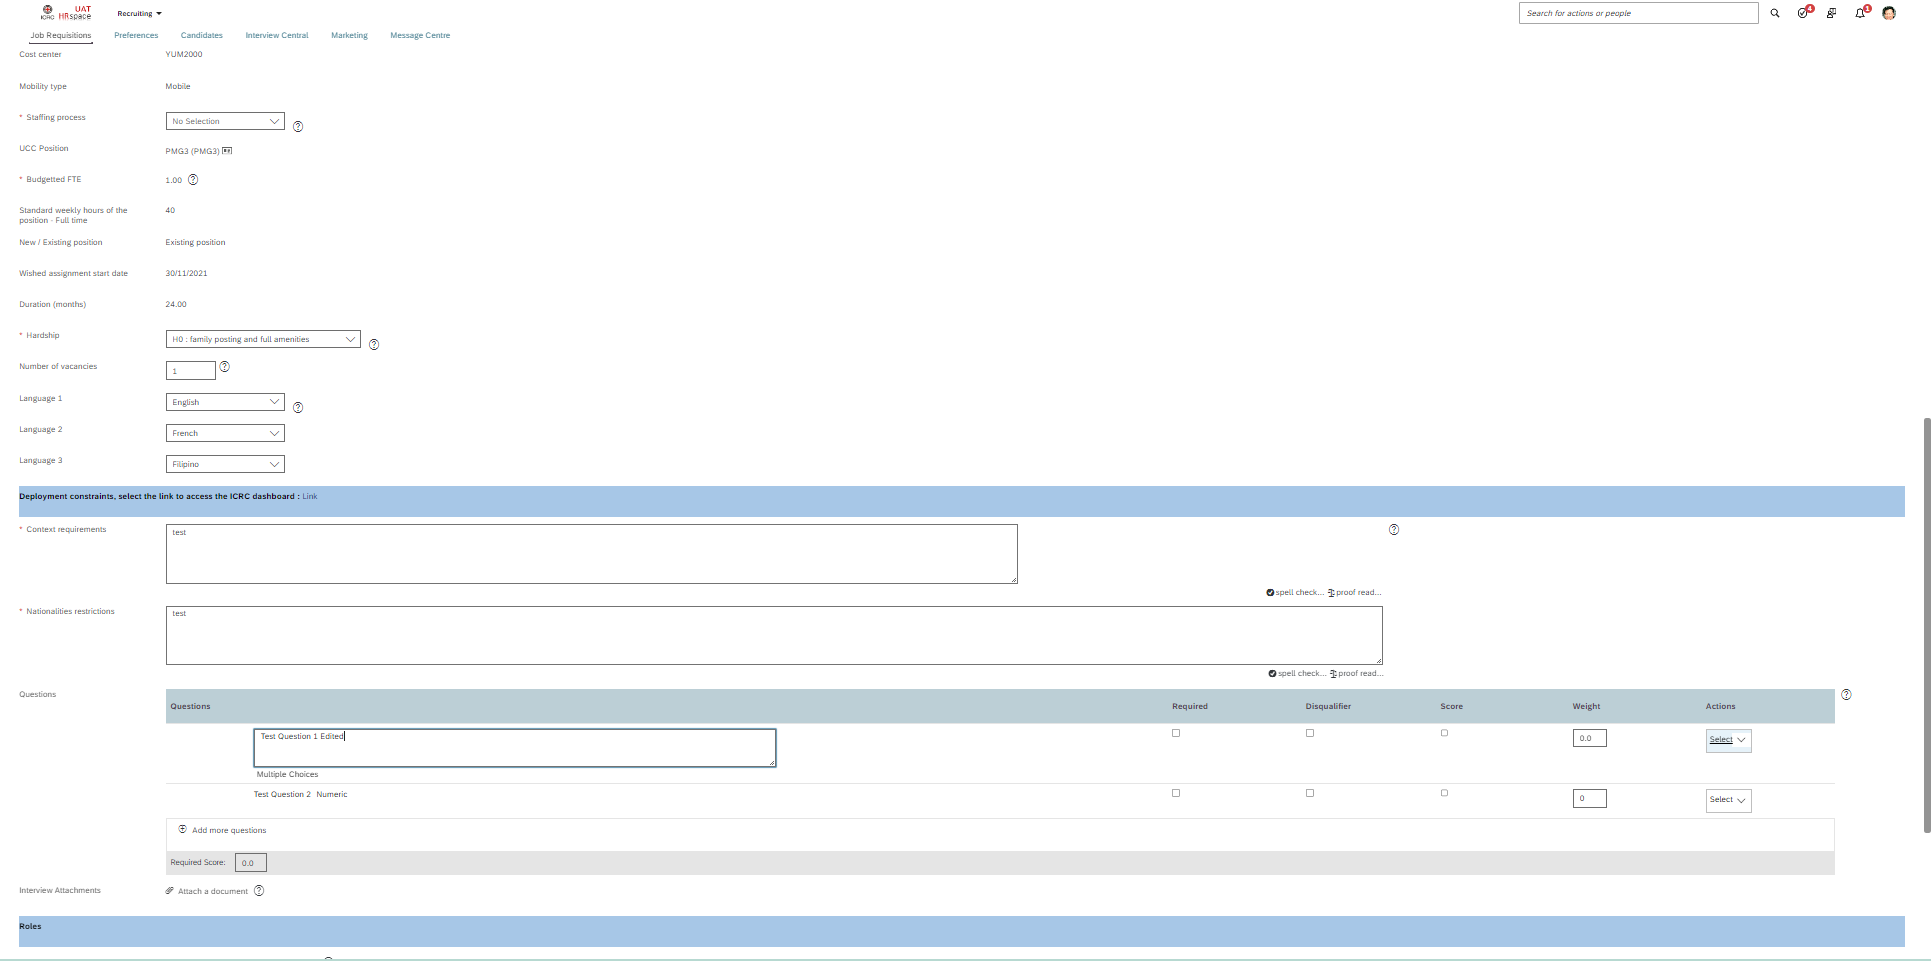 UAT
ICRC HRspace
Recruiting
Search for actions or people
4
1
Job Requisitions Preferences Candidates Interview Central Marketing Message Centre
Cost center YUM2000
Mobility type Mobile
* Staffing process No Selection
UCC Position PMG3 (PMG3)
* Budgetted FTE 1.00
Standard weekly hours of the
position - Full time 40
New / Existing position Existing position
Wished assignment start date 30/11/2021
Duration (months) 24.00
* Hardship H0 : family posting and full amenities
Number of vacancies 1
Language 1 English
Language 2 French
Language 3 Filipino
Deployment constraints, select the link to access the ICRC dashboard : Link
* Context requirements test
spell check... proof read...
* Nationalities restrictions test
spell check... proof read...
Questions
Questions Required Disqualifier Score Weight Actions
Test Question 1 Edited 0.0 Select
Multiple Choices
Test Question 2 Numeric 0 Select
Add more questions
Required Score: 0.0
Interview Attachments Attach a document
Roles